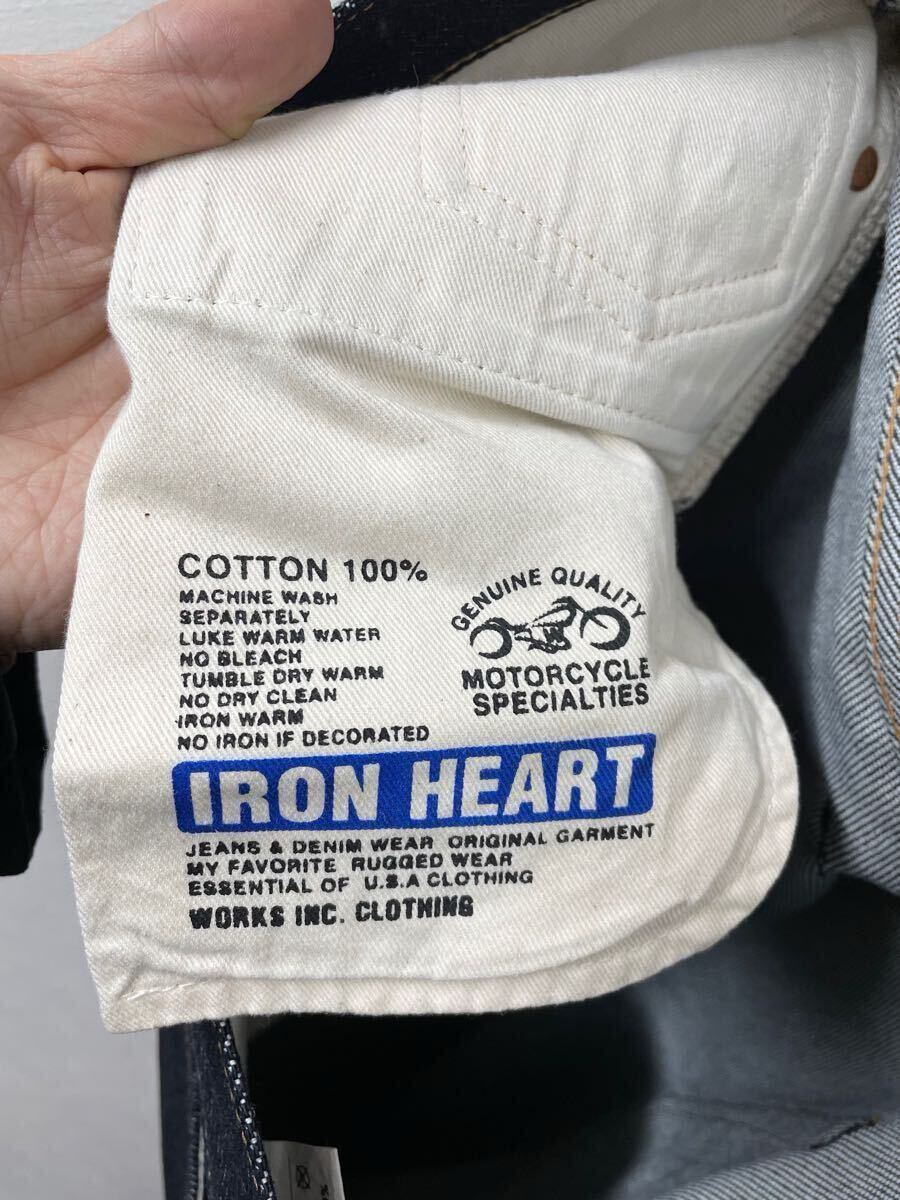 COTTON 100%
MACHINE WASH
SEPARATELY
LUKE WARM WATER
NO BLEACH
TUMBLE DRY WARM
NO DRY CLEAN
IRON WARM
NO IRON IF DECORATED
GENUINE QUALITY
MOTORCYCLE
SPECIALTIES
IRON HEART
JEANS & DENIM WEAR ORIGINAL GARMENT
MY FAVORITE RUGGED WEAR
ESSENTIAL OF U.S.A CLOTHING
WORKS INC. CLOTHING